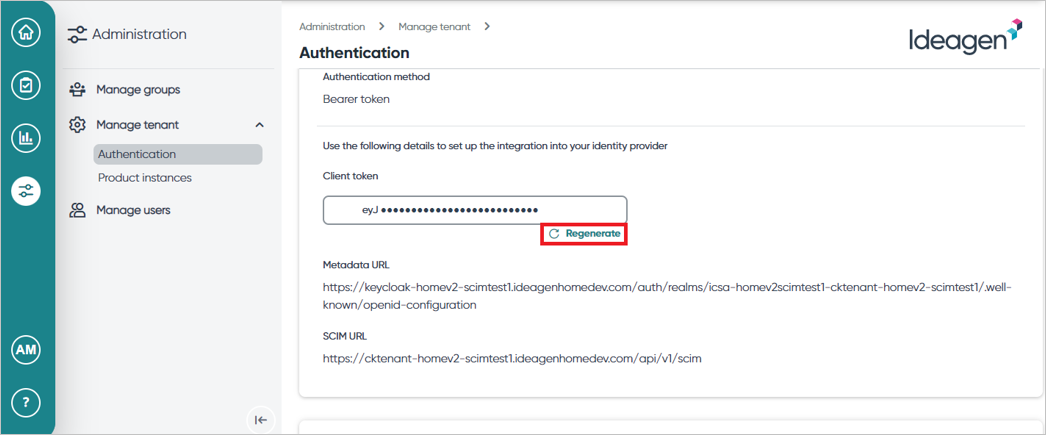 Administration
Manage groups
Manage tenant
Authentication
Product instances
Manage users
AM
?
Administration > Manage tenant >
Authentication
Ideagen
Authentication method
Bearer token
Use the following details to set up the integration into your identity provider
Client token
eyJ ••••••••••••••••••••••••••
Regenerate
Metadata URL
https://keycloak-homev2-scimtest1.ideagenhomedev.com/auth/realms/icsa-homev2scimtest1-cktenant-homev2-scimtest1/.well-
known/openid-configuration
SCIM URL
https://cktenant-homev2-scimtest1.ideagenhomedev.com/api/v1/scim